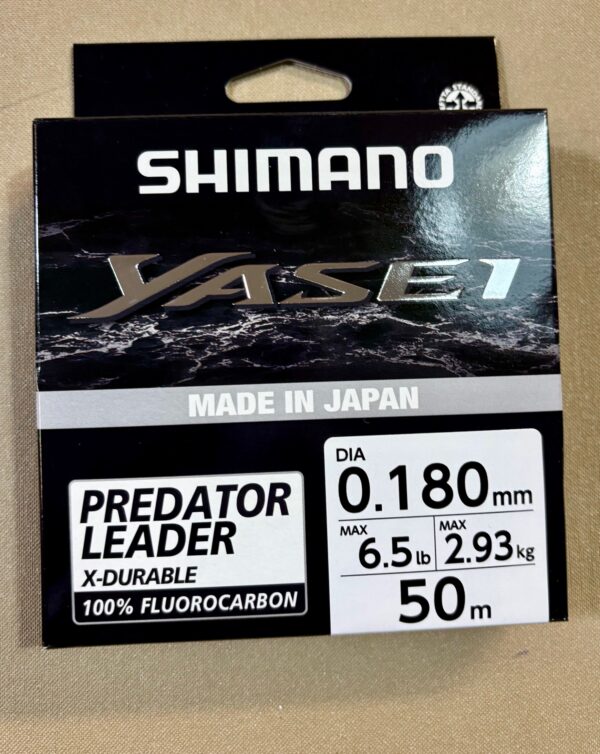 SHIMANO
YASEI
MADE IN JAPAN
PREDATOR
LEADER
X-DURABLE
100% FLUOROCARBON
DIA
0.180mm
MAX
6.5lb
MAX
2.93kg
50m